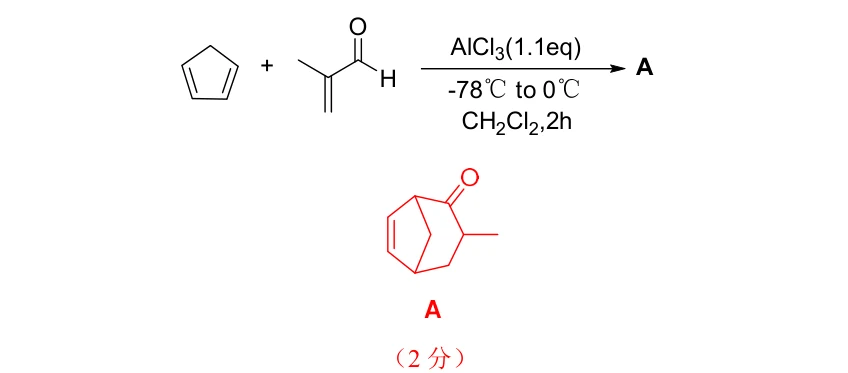 O
+
H
AlCl₃(1.1eq)
-78℃ to 0℃
CH₂Cl₂,2h
A
O
A
（2 分）